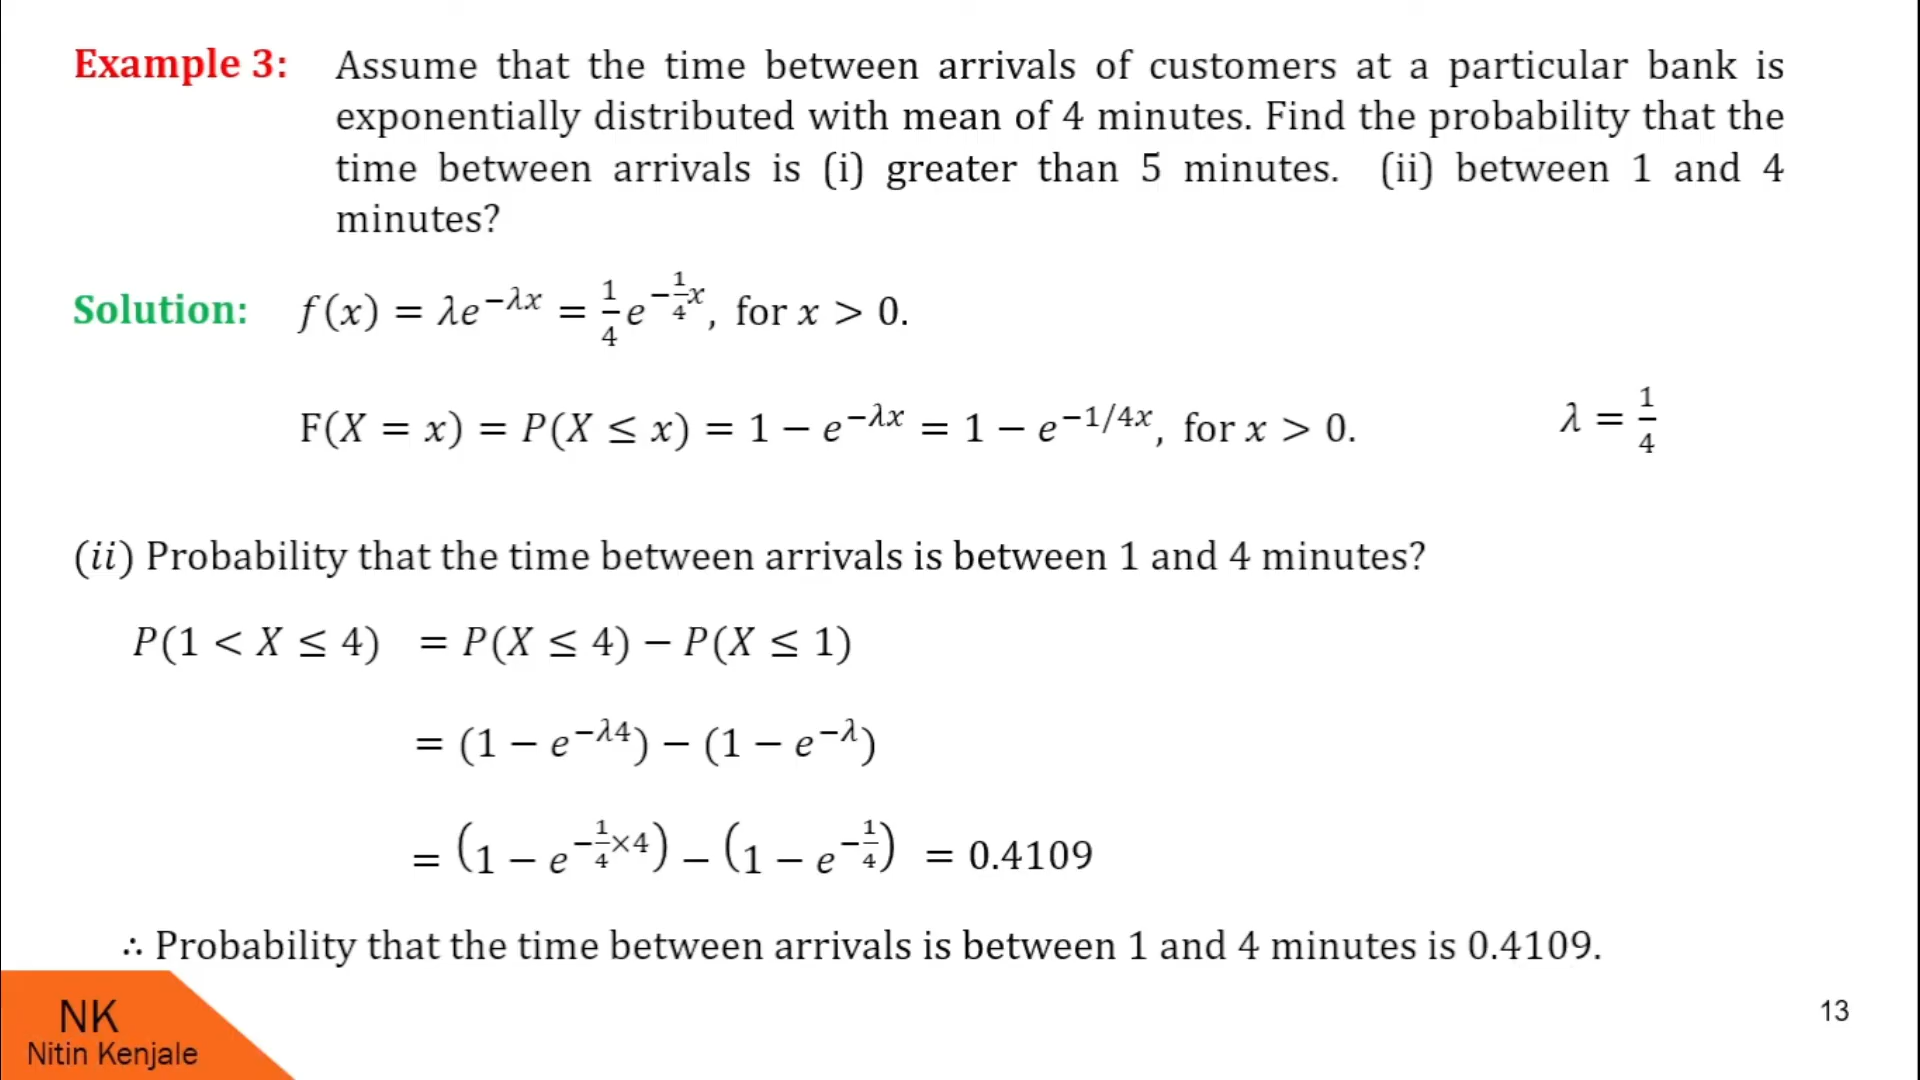 Example 3: Assume that the time between arrivals of customers at a particular bank is
exponentially distributed with mean of 4 minutes. Find the probability that the
time between arrivals is (i) greater than 5 minutes. (ii) between 1 and 4
minutes?
Solution: f(x) = λe^{−λx} = \frac{1}{4}e^{−\frac{1}{4}x}, for x > 0.
F(X = x) = P(X ≤ x) = 1 − e^{−λx} = 1 − e^{−1/4x}, for x > 0. λ = \frac{1}{4}
(ii) Probability that the time between arrivals is between 1 and 4 minutes?
P(1 < X ≤ 4) = P(X ≤ 4) − P(X ≤ 1)
= (1 − e^{−λ4}) − (1 − e^{−λ})
= (1 − e^{−\frac{1}{4}×4}) − (1 − e^{−\frac{1}{4}}) = 0.4109
∴ Probability that the time between arrivals is between 1 and 4 minutes is 0.4109.
NK
Nitin Kenjale
13